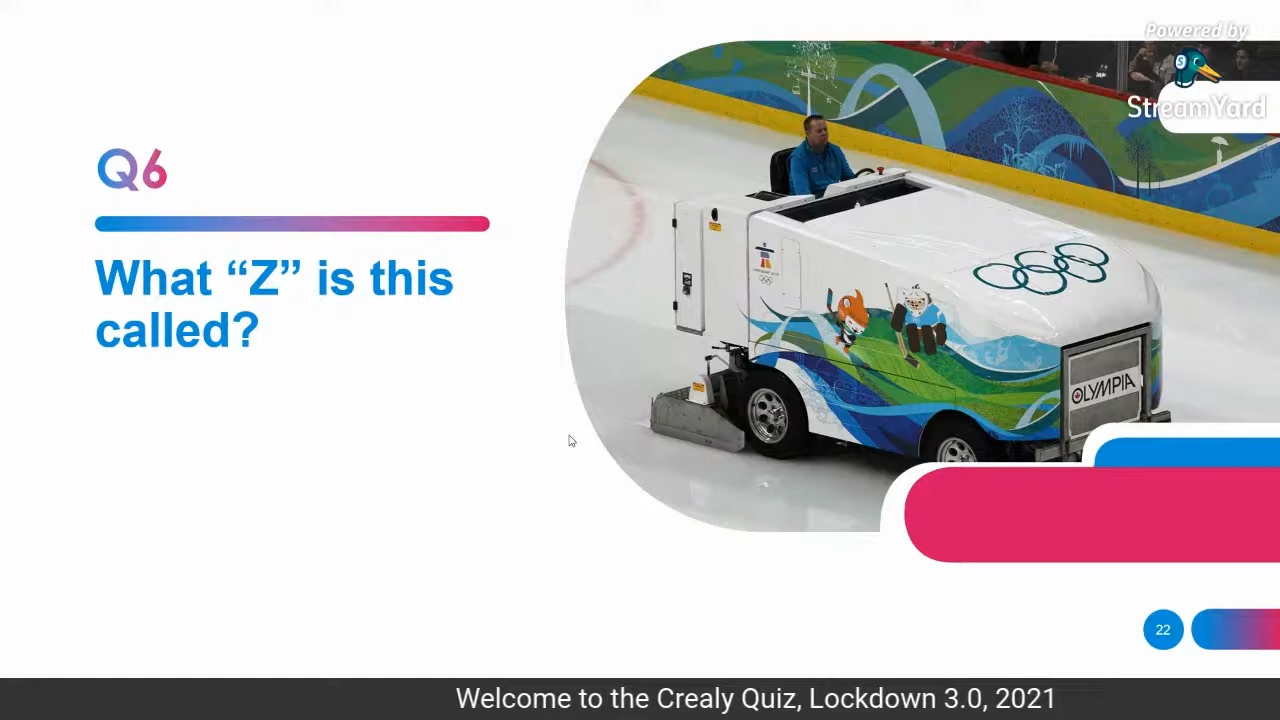 Powered by
StreamYard
Q6
What “Z” is this
called?
OLYMPIA
22
Welcome to the Crealy Quiz, Lockdown 3.0, 2021